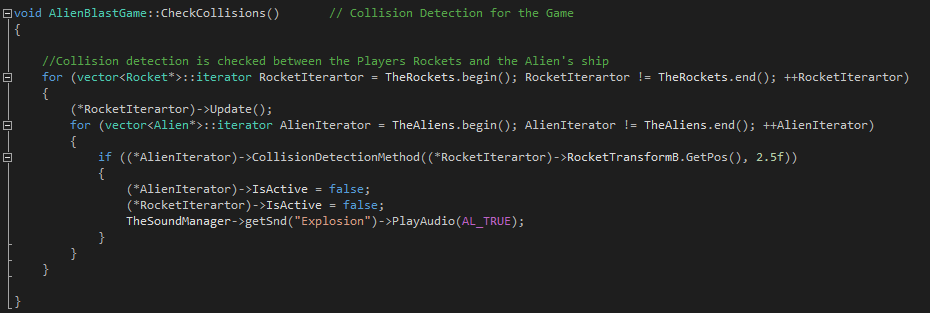 void AlienBlastGame::CheckCollisions()       // Collision Detection for the Game
{
    //Collision detection is checked between the Players Rockets and the Alien's ship
    for (vector<Rocket*>::iterator RocketIterartor = TheRockets.begin(); RocketIterartor != TheRockets.end(); ++RocketIterartor)
    {
        (*RocketIterartor)->Update();
        for (vector<Alien*>::iterator AlienIterator = TheAliens.begin(); AlienIterator != TheAliens.end(); ++AlienIterator)
        {
            if ((*AlienIterator)->CollisionDetectionMethod((*RocketIterartor)->RocketTransformB.GetPos(), 2.5f))
            {
                (*AlienIterator)->IsActive = false;
                (*RocketIterartor)->IsActive = false;
                TheSoundManager->getSnd("Explosion")->PlayAudio(AL_TRUE);
            }
        }
    }
}